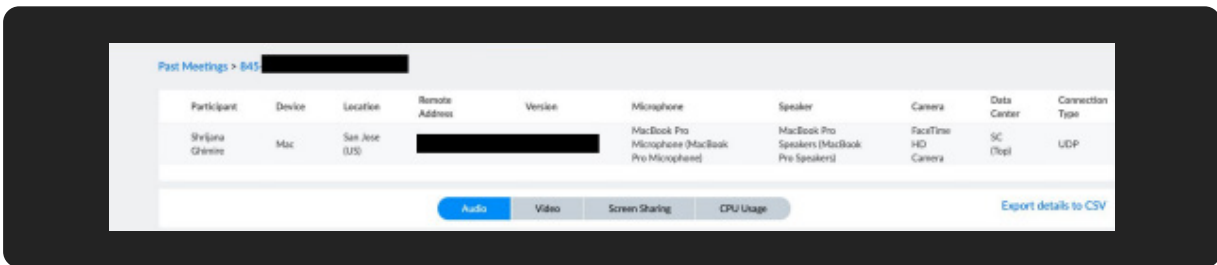 Past Meetings > 845-
Participant Device Location Remote Address Version Microphone Speaker Camera Data Center Connection Type
Shrijana Ghimire Mac San Jose (US) MacBook Pro Microphone (MacBook Pro Microphone) MacBook Pro Speakers (MacBook Pro Speakers) FaceTime HD Camera SC (Top) UDP
Audio Video Screen Sharing CPU Usage Export details to CSV